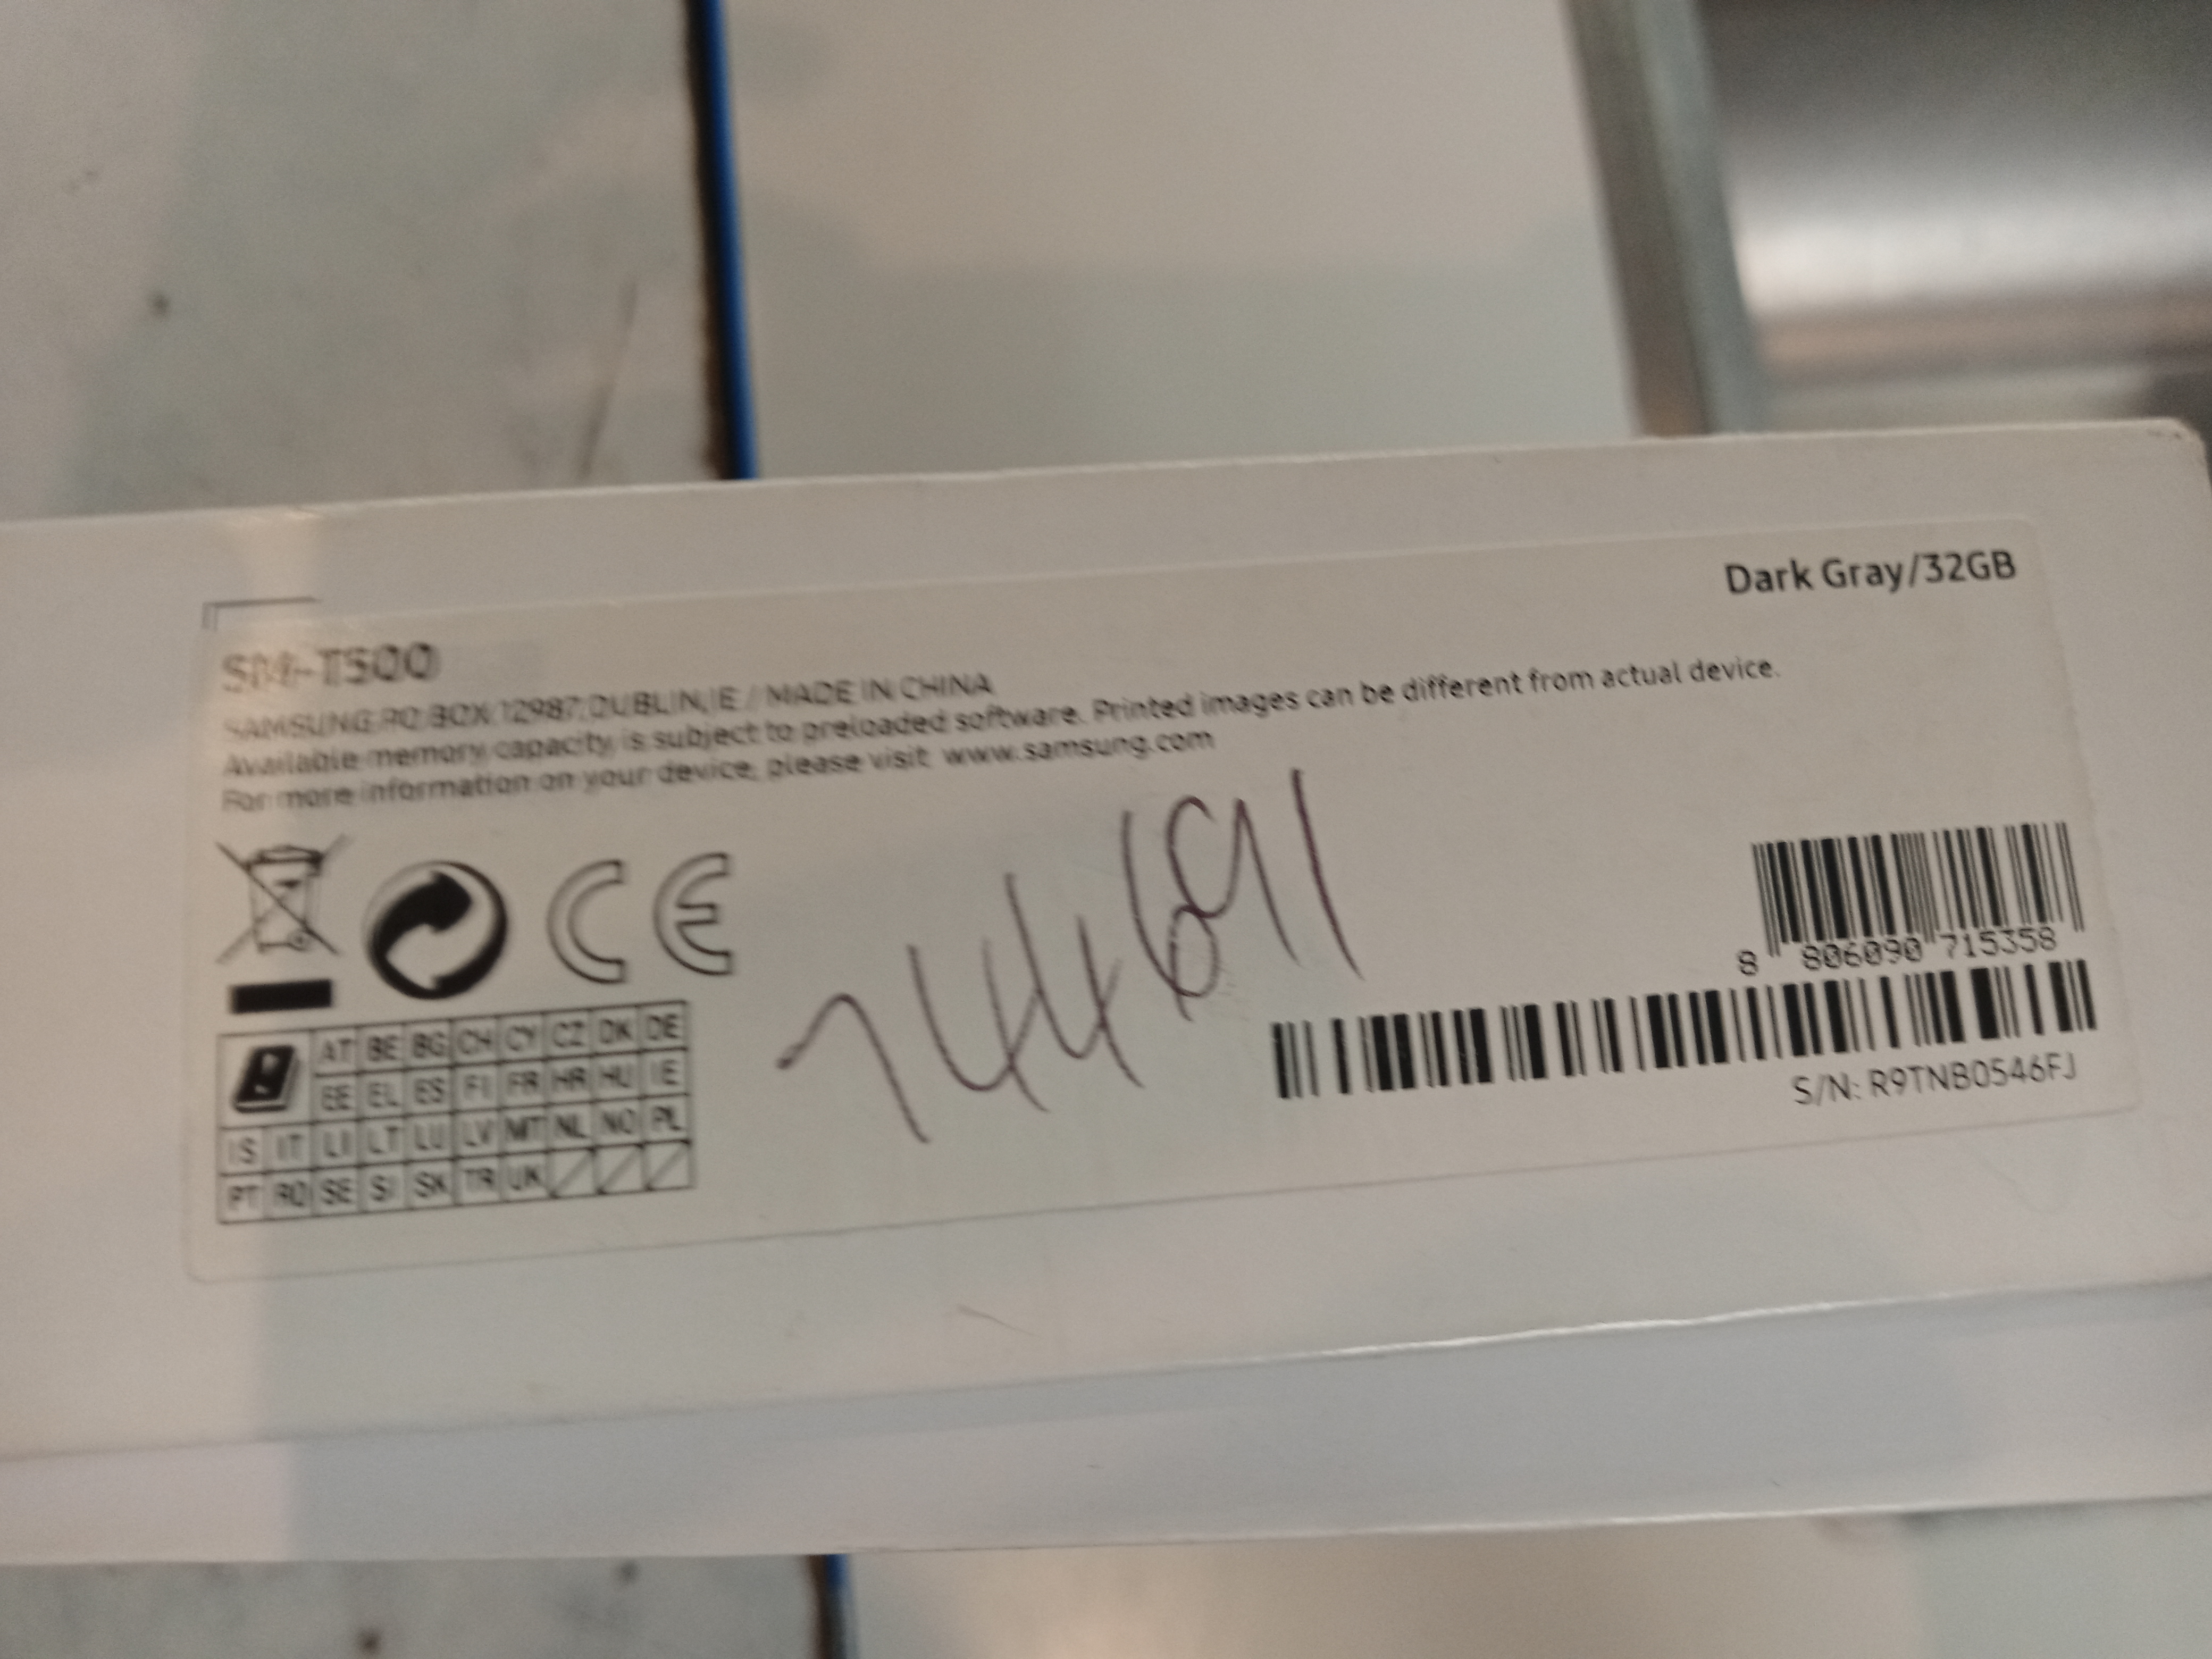 Dark Gray/32GB
SM-T500
SAMSUNG PO BOX 12987, DUBLIN, IE / MADE IN CHINA
Available memory capacity is subject to preloaded software. Printed images can be different from actual device.
For more information on your device, please visit www.samsung.com
CE
144691
8 806090 715358
S/N: R9TNB0546FJ
AT BE BG CH CY CZ DK DE
EE EL ES FI FR HR HU IE
IS IT LI LT LU LV MT NL NO PL
PT RO SE SI SK TR UK